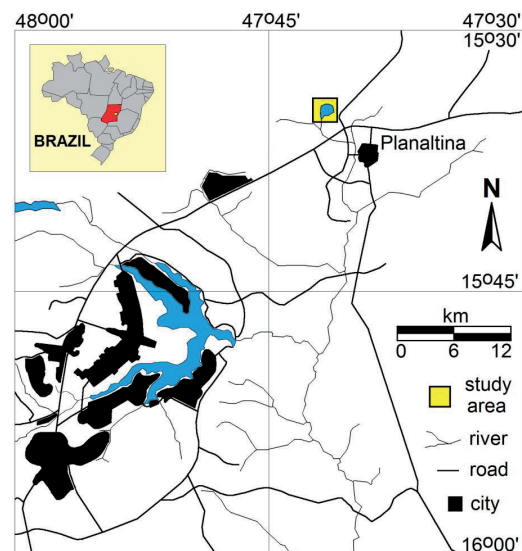 48º00' 47º45' 47º30'
15º30'
BRAZIL
Planaltina
N
15º45'
km
0 6 12
study
area
river
road
city
16º00'